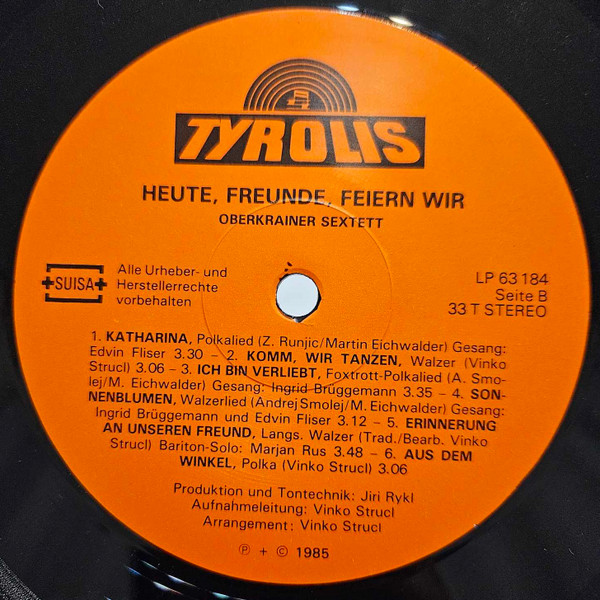 TYROLIS
HEUTE, FREUNDE, FEIERN WIR
OBERKRAINER SEXTETT
SUISA
Alle Urheber- und
Herstellerrechte
vorbehalten
LP 63 184
Seite B
33 T STEREO
1. KATHARINA, Polkalied (Z. Runjic/Martin Eichwalder) Gesang:
Edvin Fliser 3.30 – 2. KOMM, WIR TANZEN, Walzer (Vinko
Strucl) 3.06 – 3. ICH BIN VERLIEBT, Foxtrott-Polkalied (A. Smo-
lej/M. Eichwalder) Gesang: Ingrid Brüggemann 3.35 – 4. SON-
NENBLUMEN, Walzerlied (Andrej Smolej/M. Eichwalder) Gesang:
Ingrid Brüggemann und Edvin Fliser 3.12 – 5. ERINNERUNG
AN UNSEREN FREUND, Langs. Walzer (Trad./Bearb. Vinko
Strucl) Bariton-Solo: Marjan Rus 3.48 – 6. AUS DEM
WINKEL, Polka (Vinko Strucl) 3.06
Produktion und Tontechnik: Jiri Rykl
Aufnahmeleitung: Vinko Strucl
Arrangement: Vinko Strucl
℗ + © 1985